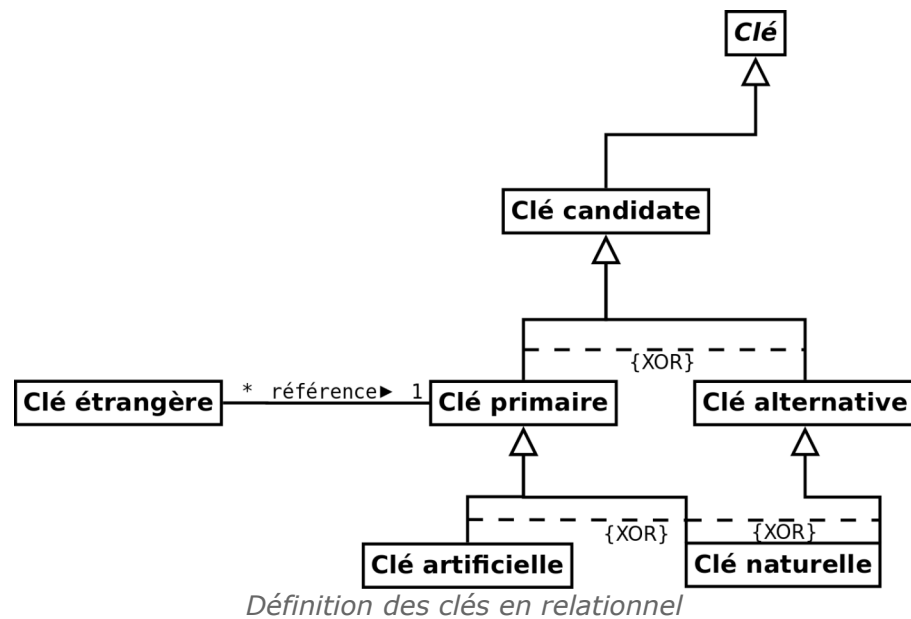 Clé
Clé candidate
{XOR}
Clé étrangère
* référence► 1
Clé primaire
Clé alternative
{XOR}
{XOR}
Clé artificielle
Clé naturelle
Définition des clés en relationnel